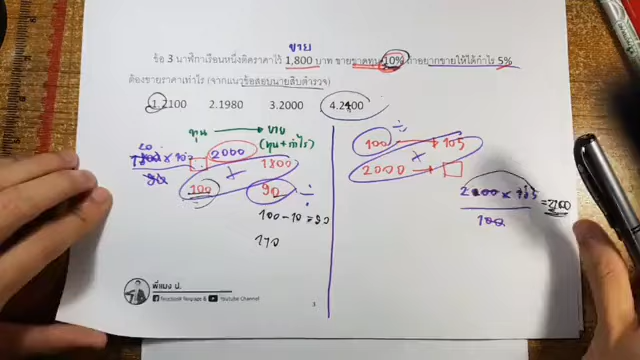 ขาย
ข้อ 3 นาฬิกาเรือนหนึ่งติดราคาไว้ 1,800 บาท ขายขาดทุน 10% ถ้าอยากขายให้ได้กำไร 5%
ต้องขายราคาเท่าไร (จากแนวข้อสอบนายสิบตำรวจ)
1.2100 2.1980 3.2000 4.2400
ทุน → ขาย
(ทุน+กำไร)
2000 1800
100 90
100 - 10 = 90
100 → 105
2000 → □
2000 × 105
100
= 2100
110
พี่แมง ป.
Facebook Fanpage & Youtube Channel
3